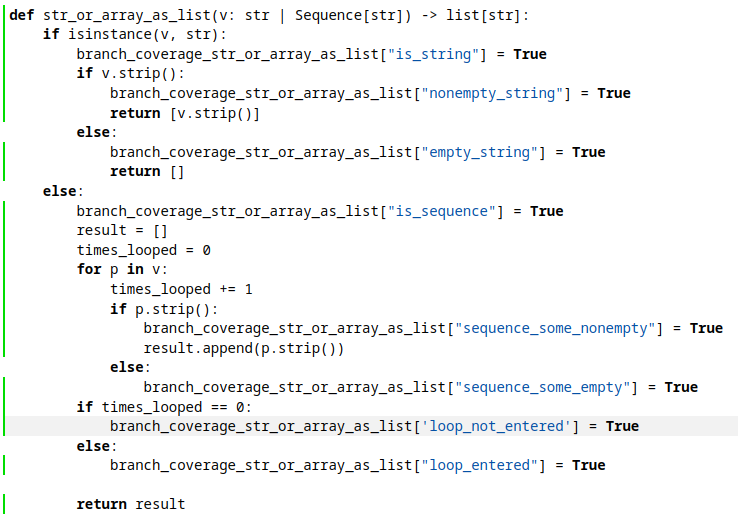 def str_or_array_as_list(v: str | Sequence[str]) -> list[str]:
    if isinstance(v, str):
        branch_coverage_str_or_array_as_list["is_string"] = True
        if v.strip():
            branch_coverage_str_or_array_as_list["nonempty_string"] = True
            return [v.strip()]
        else:
            branch_coverage_str_or_array_as_list["empty_string"] = True
            return []
    else:
        branch_coverage_str_or_array_as_list["is_sequence"] = True
        result = []
        times_looped = 0
        for p in v:
            times_looped += 1
            if p.strip():
                branch_coverage_str_or_array_as_list["sequence_some_nonempty"] = True
                result.append(p.strip())
            else:
                branch_coverage_str_or_array_as_list["sequence_some_empty"] = True
        if times_looped == 0:
            branch_coverage_str_or_array_as_list['loop_not_entered'] = True
        else:
            branch_coverage_str_or_array_as_list["loop_entered"] = True

        return result